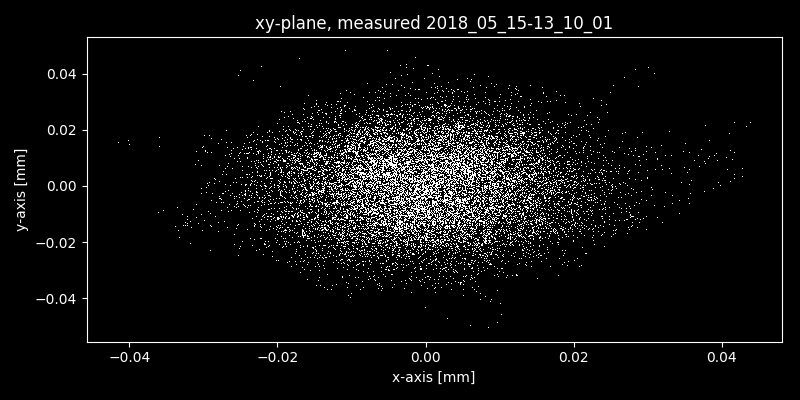 xy-plane, measured 2018_05_15-13_10_01
0.04
0.02
0.00
−0.02
−0.04
y-axis [mm]
−0.04 −0.02 0.00 0.02 0.04
x-axis [mm]